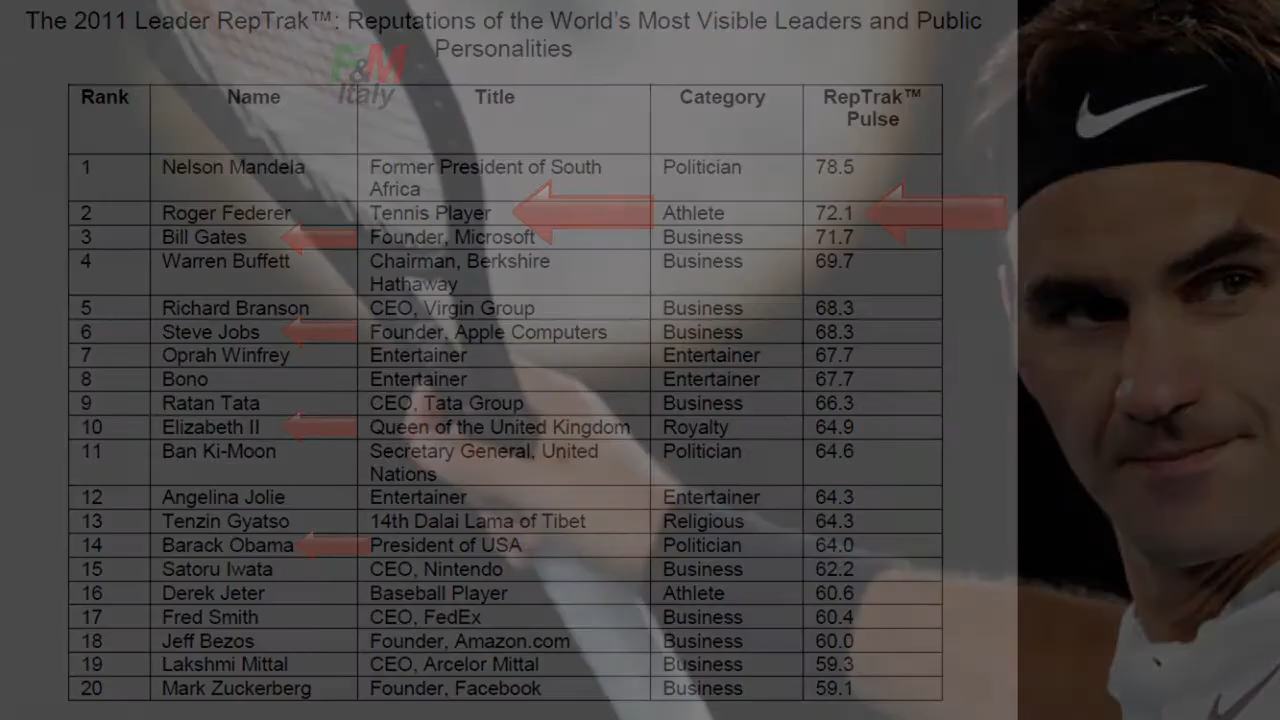 The 2011 Leader RepTrak™: Reputations of the World's Most Visible Leaders and Public
Personalities
F&M
Italy
Rank Name Title Category RepTrak™
Pulse
1 Nelson Mandela Former President of South Politician 78.5
Africa
2 Roger Federer Tennis Player Athlete 72.1
3 Bill Gates Founder, Microsoft Business 71.7
4 Warren Buffett Chairman, Berkshire Business 69.7
Hathaway
5 Richard Branson CEO, Virgin Group Business 68.3
6 Steve Jobs Founder, Apple Computers Business 68.3
7 Oprah Winfrey Entertainer Entertainer 67.7
8 Bono Entertainer Entertainer 67.7
9 Ratan Tata CEO, Tata Group Business 66.3
10 Elizabeth II Queen of the United Kingdom Royalty 64.9
11 Ban Ki-Moon Secretary General, United Politician 64.6
Nations
12 Angelina Jolie Entertainer Entertainer 64.3
13 Tenzin Gyatso 14th Dalai Lama of Tibet Religious 64.3
14 Barack Obama President of USA Politician 64.0
15 Satoru Iwata CEO, Nintendo Business 62.2
16 Derek Jeter Baseball Player Athlete 60.6
17 Fred Smith CEO, FedEx Business 60.4
18 Jeff Bezos Founder, Amazon.com Business 60.0
19 Lakshmi Mittal CEO, Arcelor Mittal Business 59.3
20 Mark Zuckerberg Founder, Facebook Business 59.1